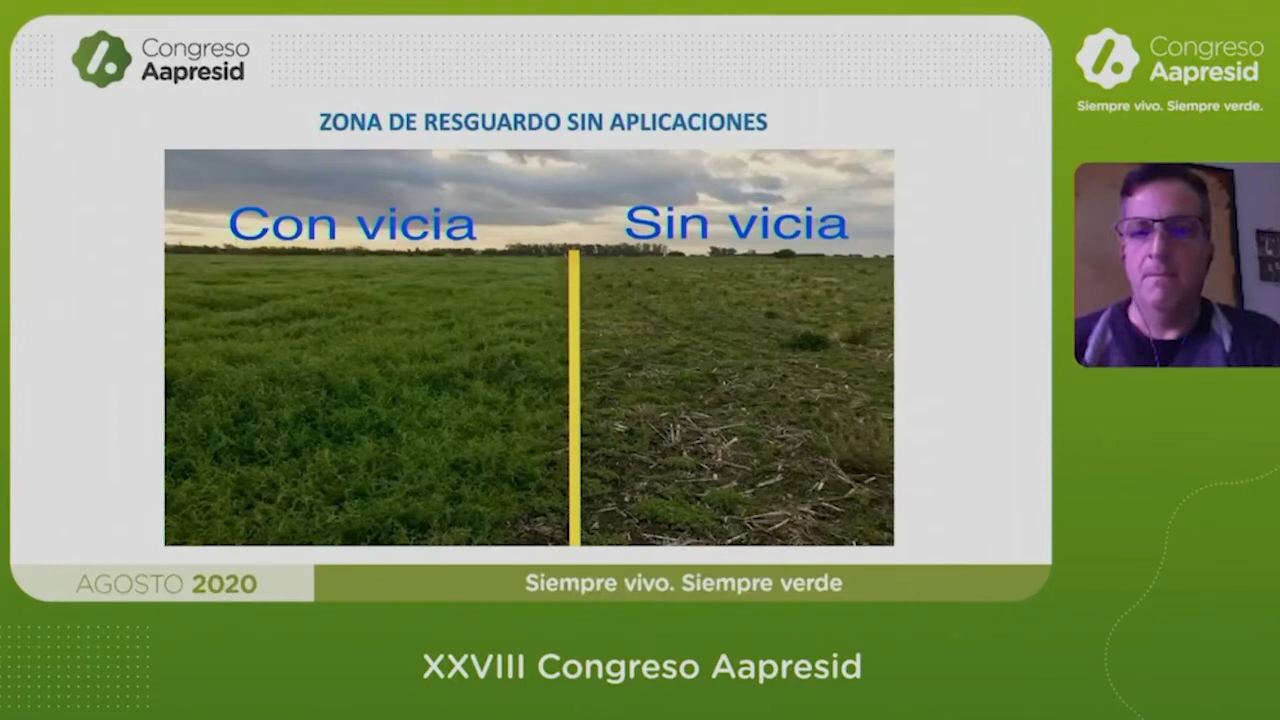 Congreso
Aapresid
ZONA DE RESGUARDO SIN APLICACIONES
Con vicia
Sin vicia
AGOSTO 2020
Siempre vivo. Siempre verde
XXVIII Congreso Aapresid
Congreso
Aapresid
Siempre vivo. Siempre verde.